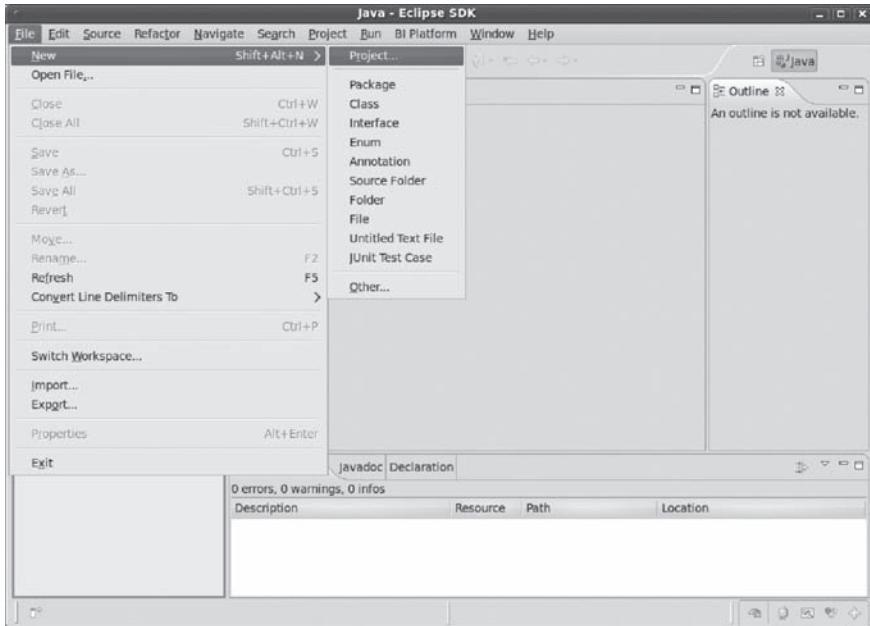 Java - Eclipse SDK
File Edit Source Refactor Navigate Search Project Run BI Platform Window Help
New Shift+Alt+N
Open File...
Close Ctrl+W
Close All Shift+Ctrl+W
Save Ctrl+S
Save As...
Save All Shift+Ctrl+S
Revert
Move...
Rename... F2
Refresh F5
Convert Line Delimiters To
Print... Ctrl+P
Switch Workspace...
Import...
Export...
Properties Alt+Enter
Exit
Project...
Package
Class
Interface
Enum
Annotation
Source Folder
Folder
File
Untitled Text File
JUnit Test Case
Other...
Java
Outline
An outline is not available.
Javadoc Declaration
0 errors, 0 warnings, 0 infos
Description Resource Path Location